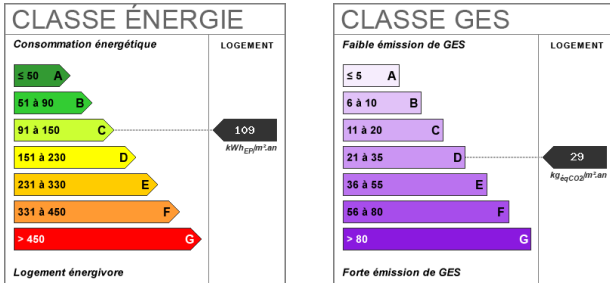 CLASSE ÉNERGIE
Consommation énergétique
LOGEMENT
≤ 50 A
51 à 90 B
91 à 150 C
109
kWhEP/m².an
151 à 230 D
231 à 330 E
331 à 450 F
> 450 G
Logement énergivore
CLASSE GES
Faible émission de GES
LOGEMENT
≤ 5 A
6 à 10 B
11 à 20 C
21 à 35 D
29
kgéqCO2/m².an
36 à 55 E
56 à 80 F
> 80 G
Forte émission de GES